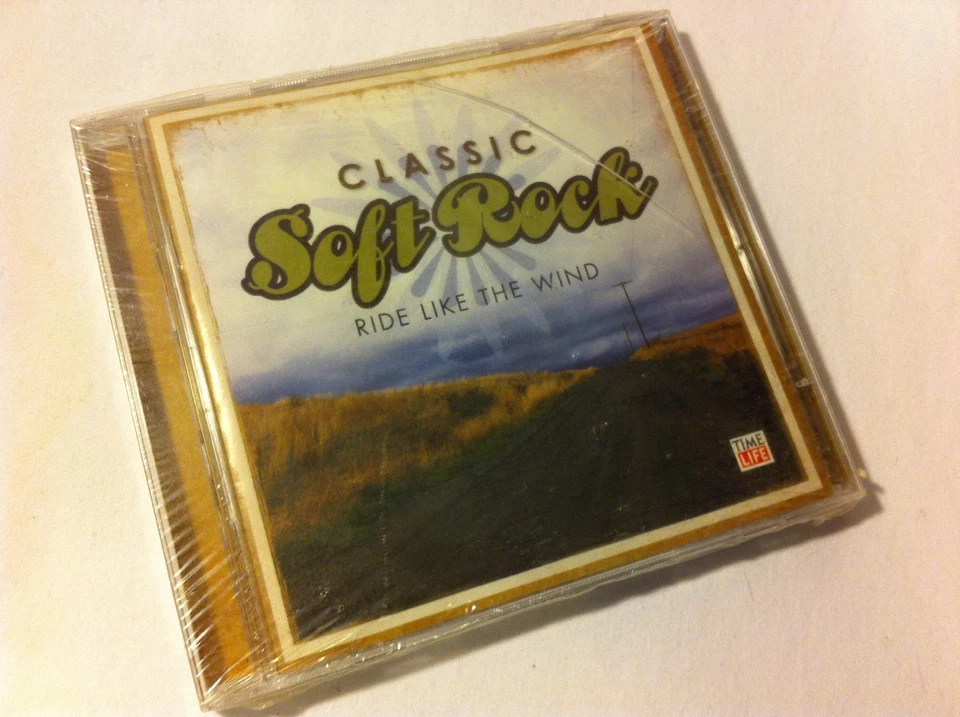 CLASSIC
Soft Rock
RIDE LIKE THE WIND
TIME
LIFE